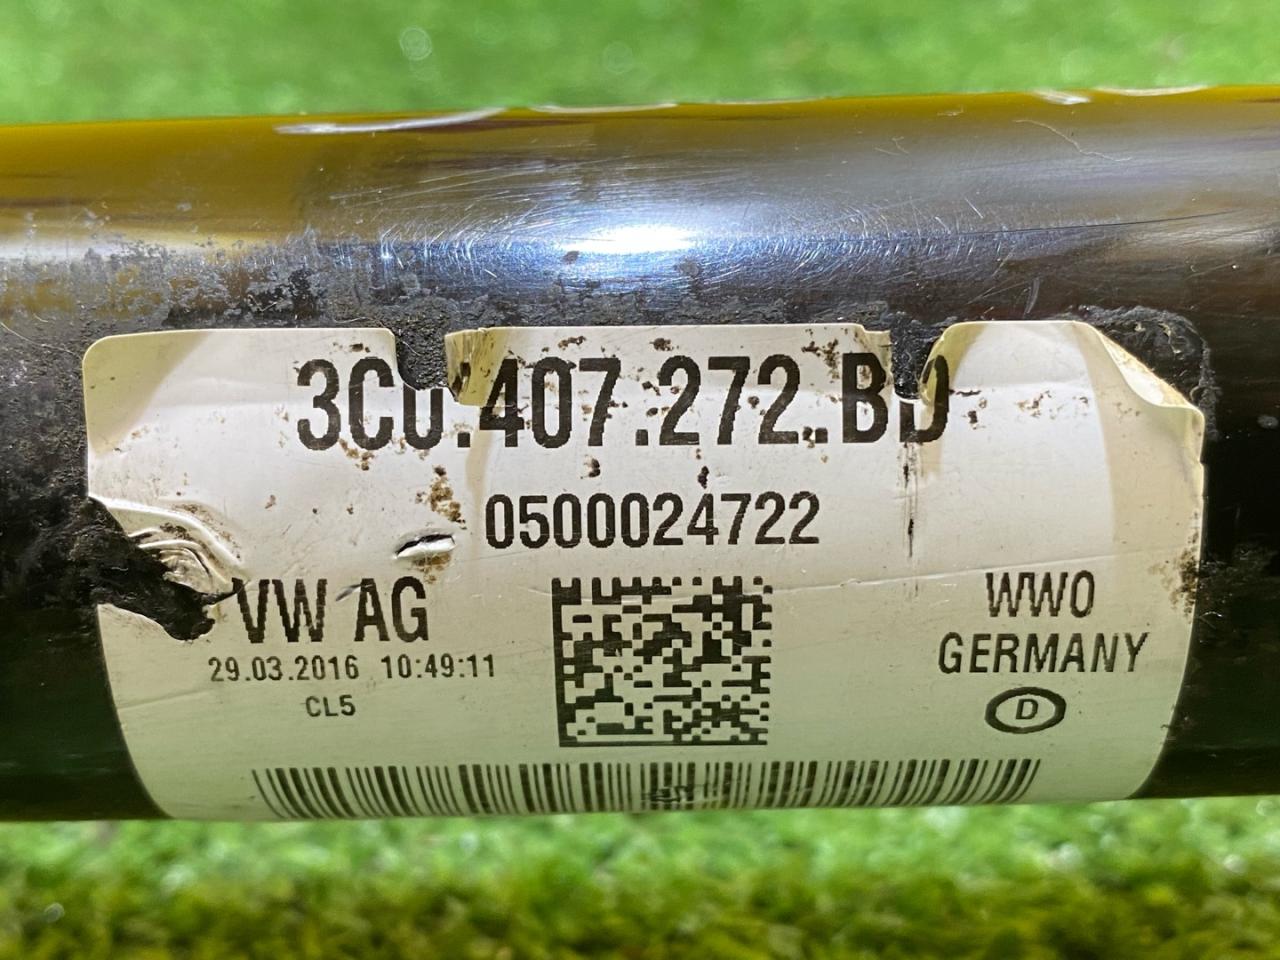 3C0.407.272..BD
0500024722
VW AG
29.03.2016 10:49:11
CL5
WWO
GERMANY
D